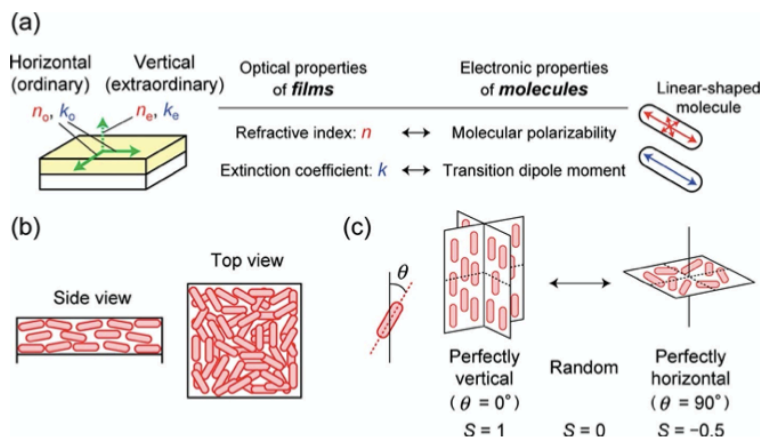 (a)
Horizontal
(ordinary)
Vertical
(extraordinary)
nₒ, kₒ
nₑ, kₑ
Optical properties
of films
Electronic properties
of molecules
Linear-shaped
molecule
Refractive index: n ↔ Molecular polarizability
Extinction coefficient: k ↔ Transition dipole moment
(b)
Side view
Top view
(c)
θ
Perfectly
vertical
(θ = 0°)
S = 1
Random
S = 0
Perfectly
horizontal
(θ = 90°)
S = −0.5